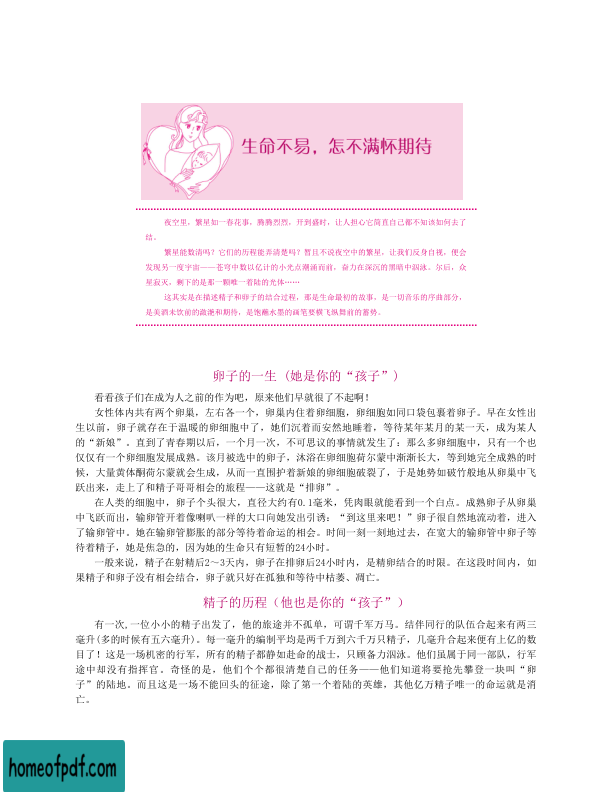 生命不易，怎不满怀期待
夜空里，繁星如一春花事，腾腾烈烈，开到盛时，让人担心它简直自己都不知该如何去了
结。
繁星能数清吗？它们的历程能弄清楚吗？暂且不说夜空中的繁星，让我们反身自视，便会
发现另一度宇宙——苍穹中数以亿计的小光点潮涌而前，奋力在深沉的黑暗中洄泳。尔后，众
星寂灭，剩下的是那一颗唯一着陆的光体……
这其实是在描述精子和卵子的结合过程，那是生命最初的故事，是一切音乐的序曲部分，
是美酒未饮前的潋滟和期待，是饱蘸水墨的画笔要横飞纵舞前的蓄势。
卵子的一生（她是你的“孩子”）
看看孩子们在成为人之前的作为吧，原来他们早就很了不起啊！
女性体内共有两个卵巢，左右各一个，卵巢内住着卵细胞，卵细胞如同口袋包裹着卵子。早在女性出
生以前，卵子就存在于温暖的卵细胞中了，她们沉着而安然地睡着，等待某年某月的某一天，成为某人
的“新娘”。直到了青春期以后，一个月一次，不可思议的事情就发生了：那么多卵细胞中，只有一个也
仅仅有一个卵细胞发展成熟。该月被选中的卵子，沐浴在卵细胞荷尔蒙中渐渐长大，等到她完全成熟的时
候，大量黄体酮荷尔蒙就会生成，从而一直围护着新娘的卵细胞破裂了，于是她势如破竹般地从卵巢中飞
跃出来，走上了和精子哥哥相会的旅程——这就是“排卵”。
在人类的细胞中，卵子个头很大，直径大约有0.1毫米，凭肉眼就能看到一个白点。成熟卵子从卵巢
中飞跃而出，输卵管开着像喇叭一样的大口向她发出引诱：“到这里来吧！”卵子很自然地流动着，进入
了输卵管中。她在输卵管膨胀的部分等待着命运的相会。时间一刻一刻地过去，在宽大的输卵管中卵子等
待着精子，她是焦急的，因为她的生命只有短暂的24小时。
一般来说，精子在射精后2～3天内，卵子在排卵后24小时内，是精卵结合的时限。在这段时间内，如
果精子和卵子没有相会结合，卵子就只好在孤独和等待中枯萎、凋亡。
精子的历程（他也是你的“孩子”）
有一次,一位小小的精子出发了，他的旅途并不孤单，可谓千军万马。结伴同行的队伍合起来有两三
毫升(多的时候有五六毫升)。每一毫升的编制平均是两千万到六千万只精子，几毫升合起来便有上亿的数
目了！这是一场机密的行军，所有的精子都静如赴命的战士，只顾备力洄泳。他们虽属于同一部队，行军
途中却没有指挥官。奇怪的是，他们个个都很清楚自己的任务——他们知道将要抢先攀登一块叫“卵
子”的陆地。而且这是一场不能回头的征途，除了第一个着陆的英雄，其他亿万精子唯一的命运就是消
亡。
homeofpdf.com